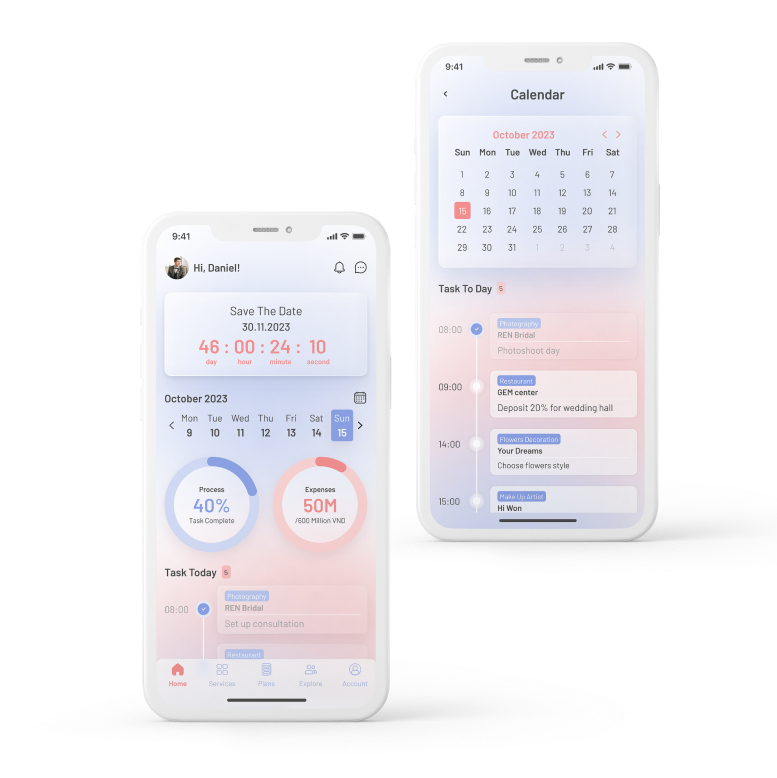 9:41
Hi, Daniel!
Save The Date
30.11.2023
46 : 00 : 24 : 10
day hour minute second
October 2023
Mon Tue Wed Thu Fri Sat Sun
9 10 11 12 13 14 15
Process
40%
Task Complete
Expenses
50M
/600 Million VND
Task Today 5
Photography
08:00 REN Bridal
Set up consultation
Restaurant
Home Services Plans Explore Account
9:41
Calendar
October 2023
Sun Mon Tue Wed Thu Fri Sat
1 2 3 4 5 6 7
8 9 10 11 12 13 14
15 16 17 18 19 20 21
22 23 24 25 26 27 28
29 30 31 1 2 3 4
Task To Day 5
Photography
08:00 REN Bridal
Photoshoot day
Restaurant
09:00 GEM center
Deposit 20% for wedding hall
Flowers Decoration
14:00 Your Dreams
Choose flowers style
Make Up Artist
15:00 Hi Won